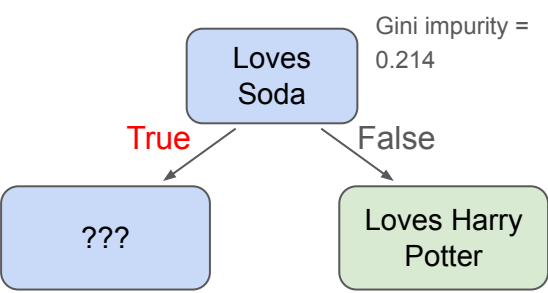 Gini impurity =
0.214
Loves
Soda
True
False
???
Loves Harry
Potter